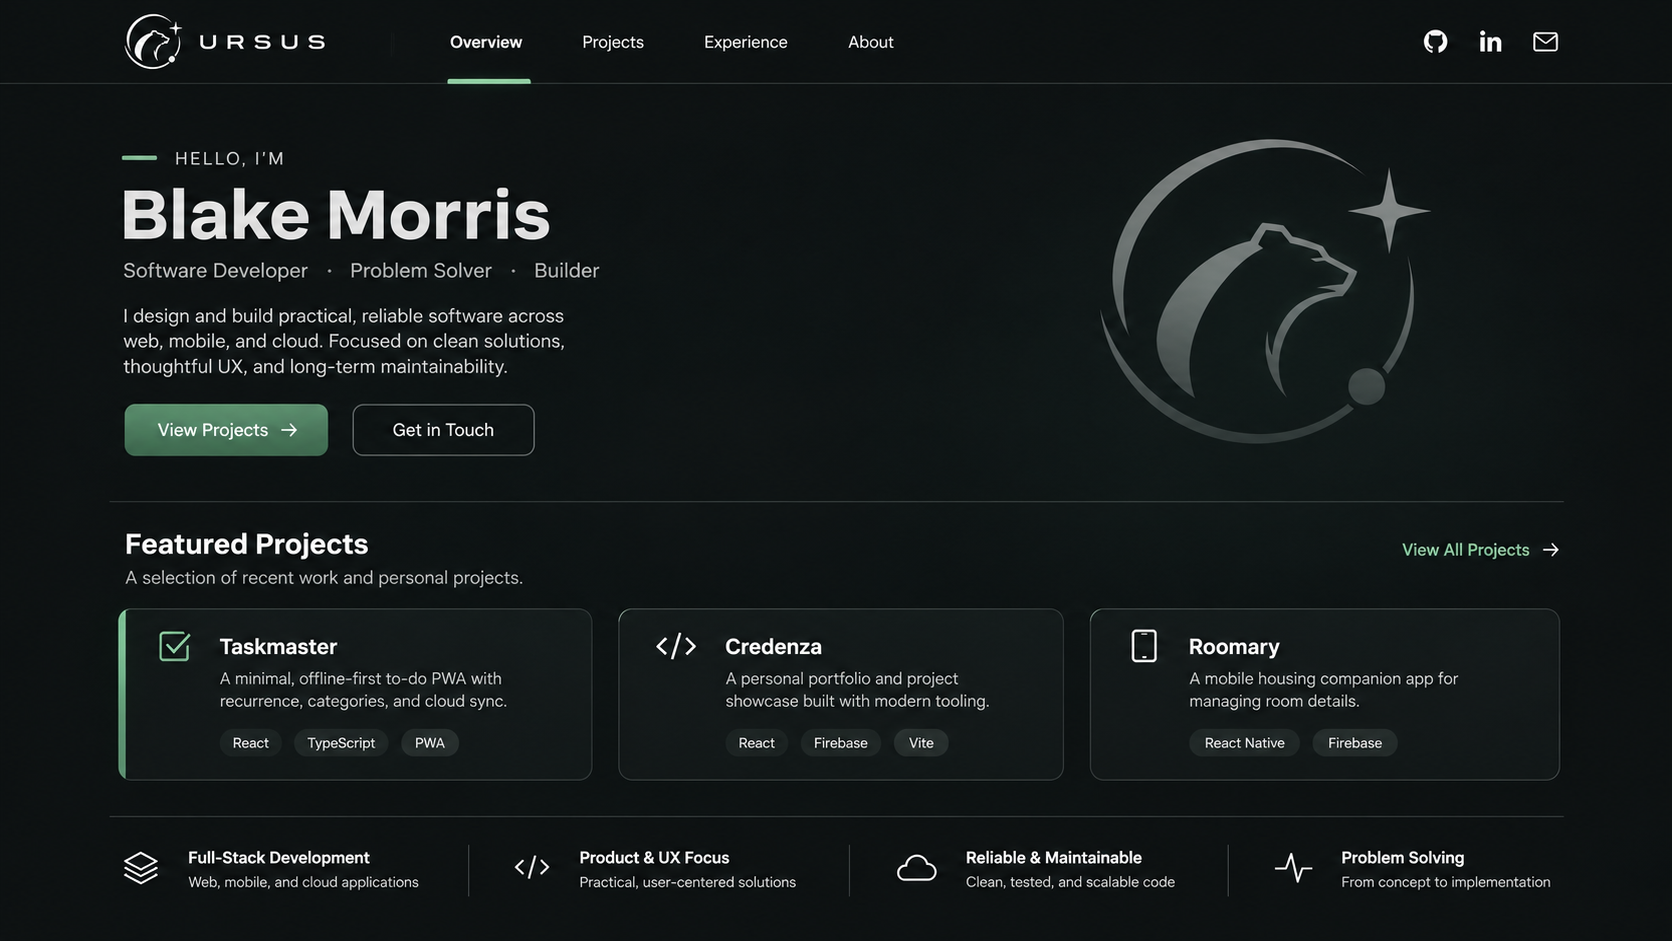 URSUS
Overview
Projects
Experience
About
HELLO, I'M
Blake Morris
Software Developer · Problem Solver · Builder
I design and build practical, reliable software across
web, mobile, and cloud. Focused on clean solutions,
thoughtful UX, and long-term maintainability.
View Projects →
Get in Touch
Featured Projects
A selection of recent work and personal projects.
View All Projects →
Taskmaster
A minimal, offline-first to-do PWA with
recurrence, categories, and cloud sync.
React
TypeScript
PWA
Credenza
A personal portfolio and project
showcase built with modern tooling.
React
Firebase
Vite
Roomary
A mobile housing companion app for
managing room details.
React Native
Firebase
Full-Stack Development
Web, mobile, and cloud applications
Product & UX Focus
Practical, user-centered solutions
Reliable & Maintainable
Clean, tested, and scalable code
Problem Solving
From concept to implementation